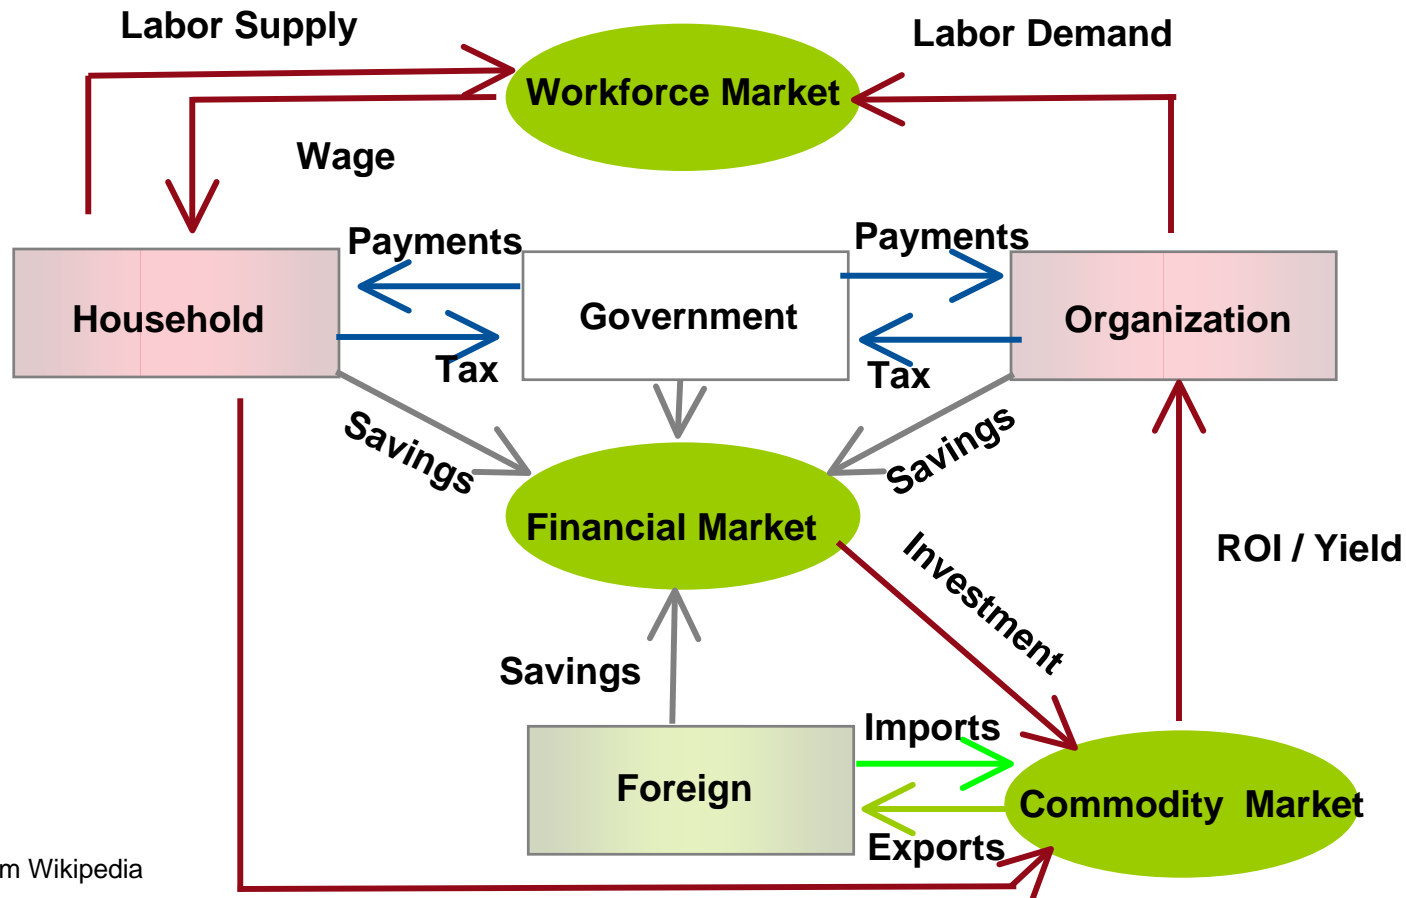 Labor Supply
Labor Demand
Workforce Market
Wage
Payments
Payments
Household
Government
Organization
Tax
Tax
Savings
Savings
Financial Market
Investment
ROI / Yield
Savings
Imports
Foreign
Commodity Market
Exports
m Wikipedia